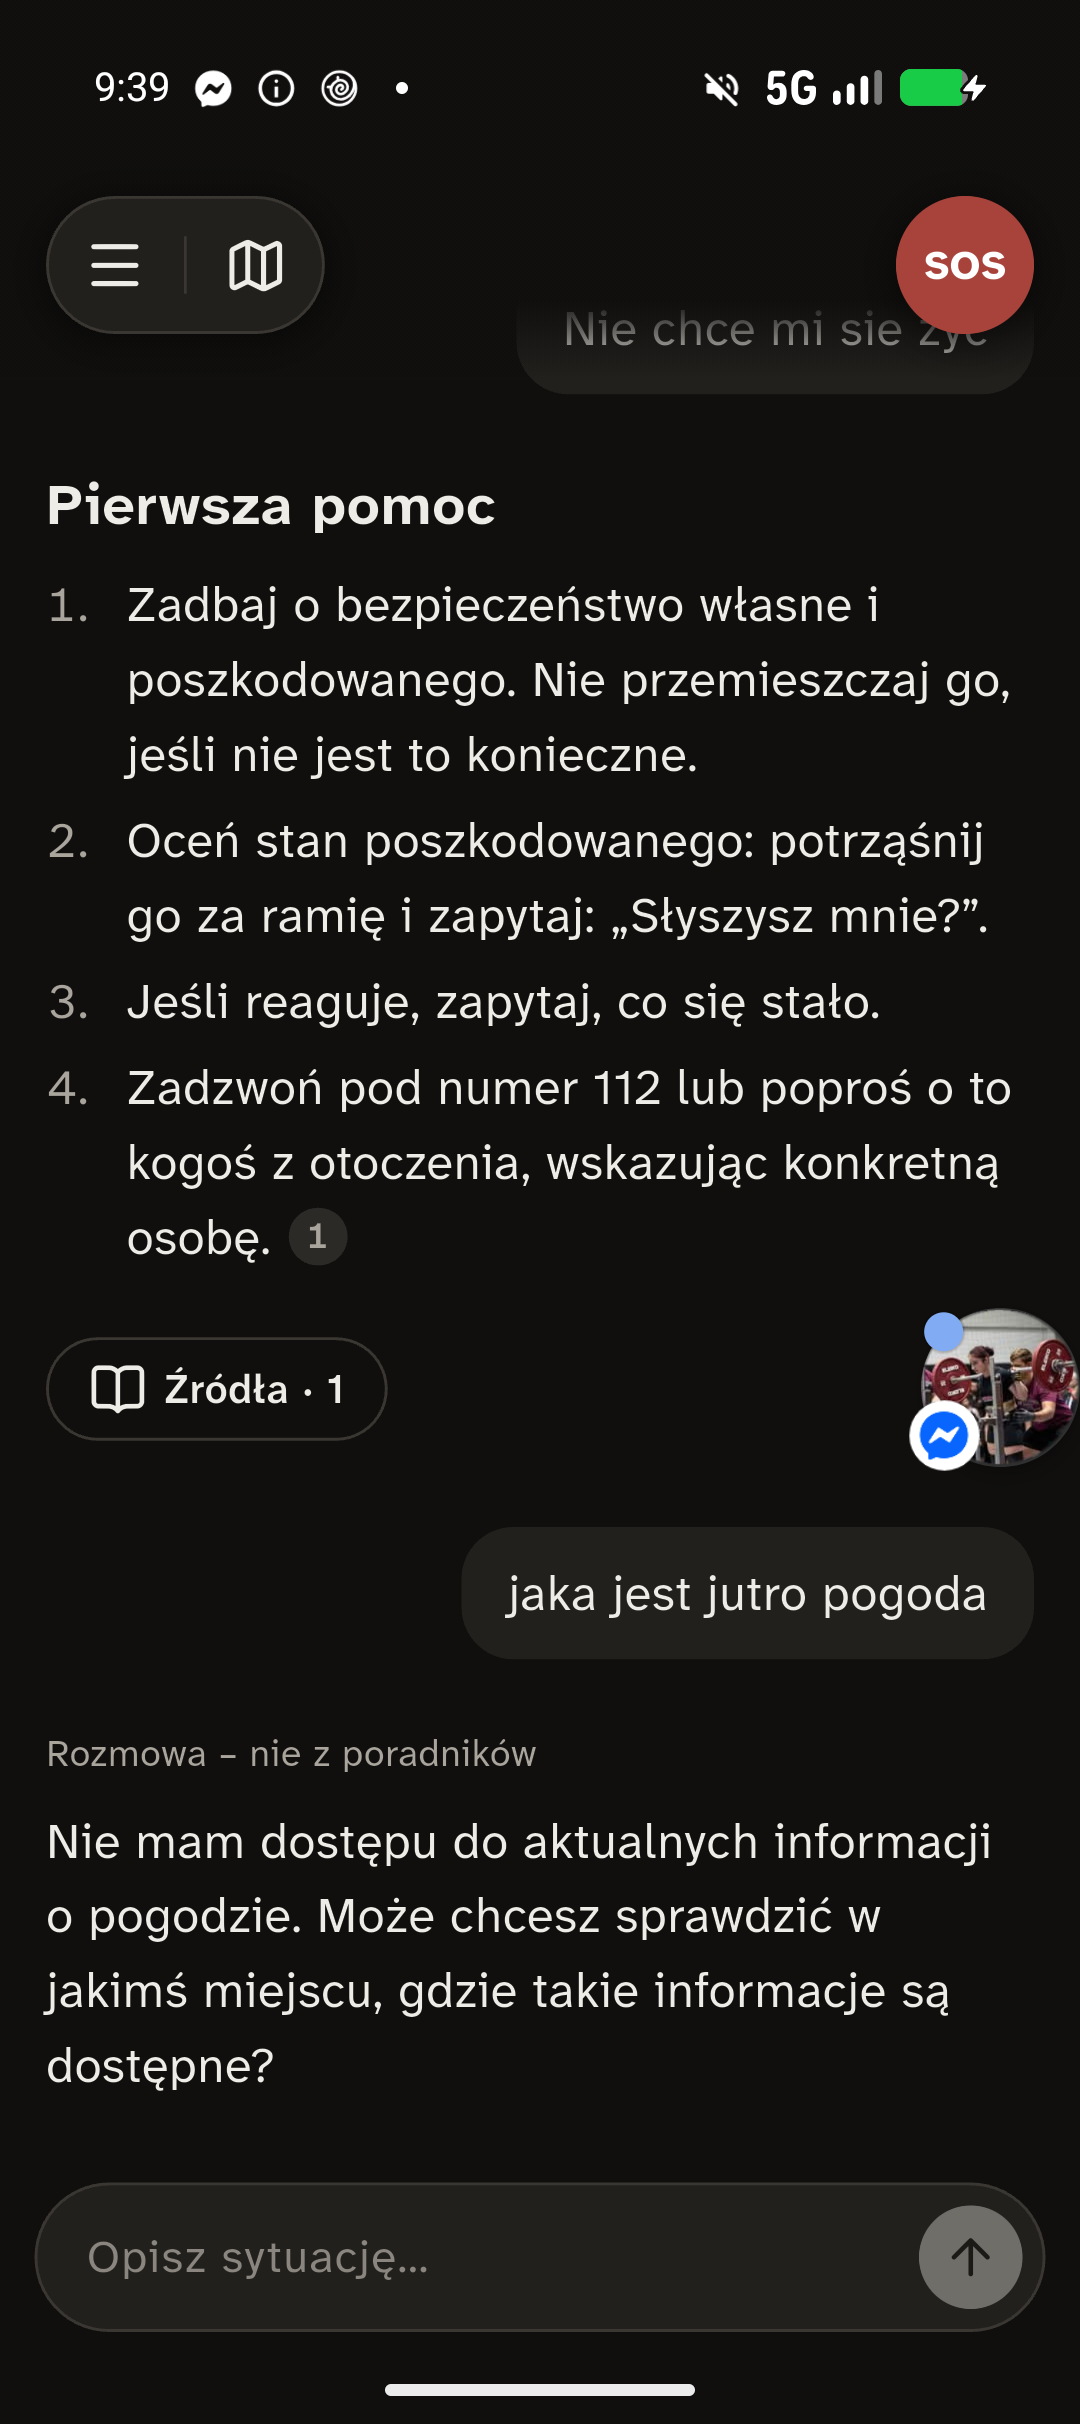 9:39
5G
SOS
Nie chce mi sie żyć
Pierwsza pomoc
1. Zadbaj o bezpieczeństwo własne i
poszkodowanego. Nie przemieszczaj go,
jeśli nie jest to konieczne.
2. Oceń stan poszkodowanego: potrząśnij
go za ramię i zapytaj: „Słyszysz mnie?”.
3. Jeśli reaguje, zapytaj, co się stało.
4. Zadzwoń pod numer 112 lub poproś o to
kogoś z otoczenia, wskazując konkretną
osobę. 1
Źródła · 1
jaka jest jutro pogoda
Rozmowa – nie z poradników
Nie mam dostępu do aktualnych informacji
o pogodzie. Może chcesz sprawdzić w
jakimś miejscu, gdzie takie informacje są
dostępne?
Opisz sytuację...